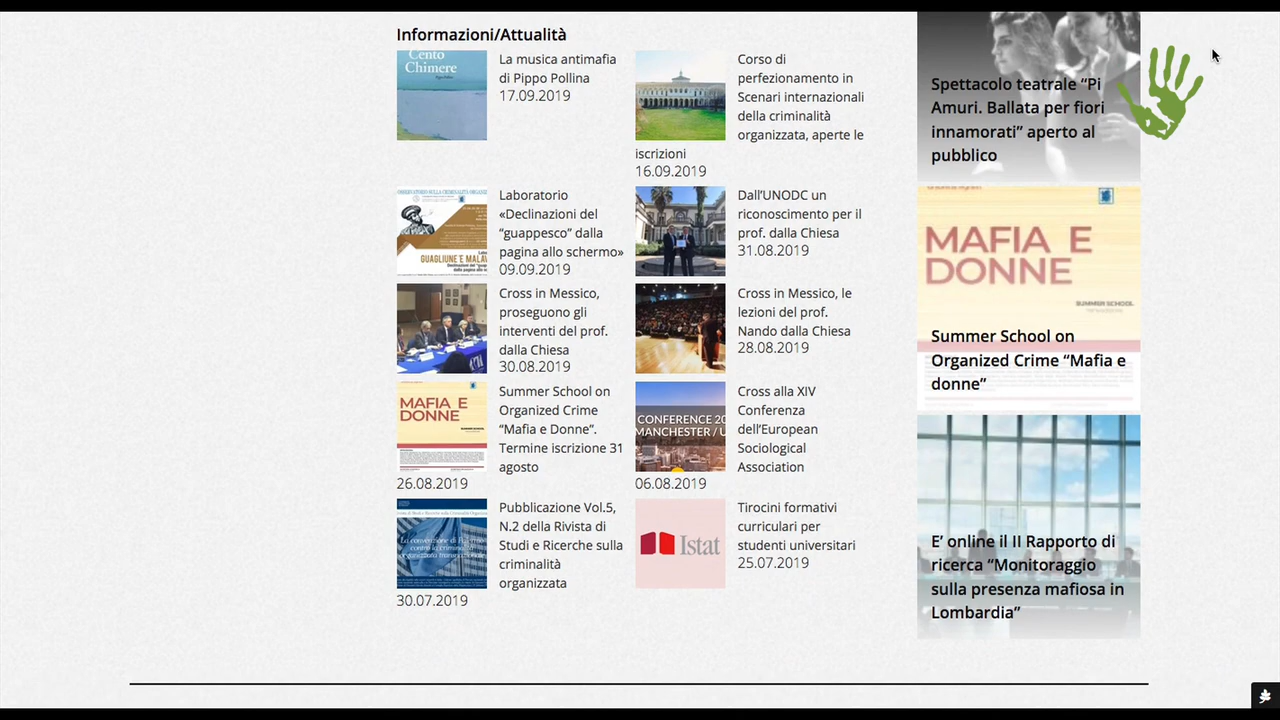 Informazioni/Attualità
Cento
Chimere
La musica antimafia
di Pippo Pollina
17.09.2019
Corso di
perfezionamento in
Scenari internazionali
della criminalità
organizzata, aperte le
iscrizioni
16.09.2019
Laboratorio
«Declinazioni del
“guappesco” dalla
pagina allo schermo»
09.09.2019
Dall’UNODC un
riconoscimento per il
prof. dalla Chiesa
31.08.2019
Cross in Messico,
proseguono gli
interventi del prof.
dalla Chiesa
30.08.2019
Cross in Messico, le
lezioni del prof.
Nando dalla Chiesa
28.08.2019
MAFIA E
DONNE
SUMMER SCHOOL
Summer School on
Organized Crime
“Mafia e Donne”.
Termine iscrizione 31
agosto
26.08.2019
CONFERENCE 20
MANCHESTER / U
Cross alla XIV
Conferenza
dell’European
Sociological
Association
06.08.2019
Pubblicazione Vol.5,
N.2 della Rivista di
Studi e Ricerche sulla
criminalità
organizzata
30.07.2019
Istat
Tirocini formativi
curriculari per
studenti universitari
25.07.2019
Spettacolo teatrale “Pi
Amuri. Ballata per fiori
innamorati” aperto al
pubblico
MAFIA E
DONNE
SUMMER SCHOOL
Summer School on
Organized Crime “Mafia e
donne”
E’ online il II Rapporto di
ricerca “Monitoraggio
sulla presenza mafiosa in
Lombardia”